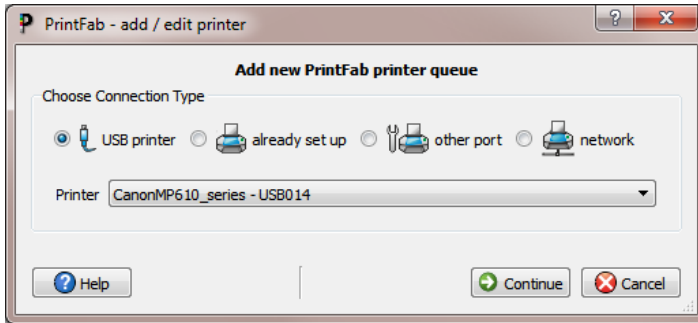 PrintFab - add / edit printer
Add new PrintFab printer queue
Choose Connection Type
USB printer already set up other port network
Printer CanonMP610_series - USB014
Help Continue Cancel